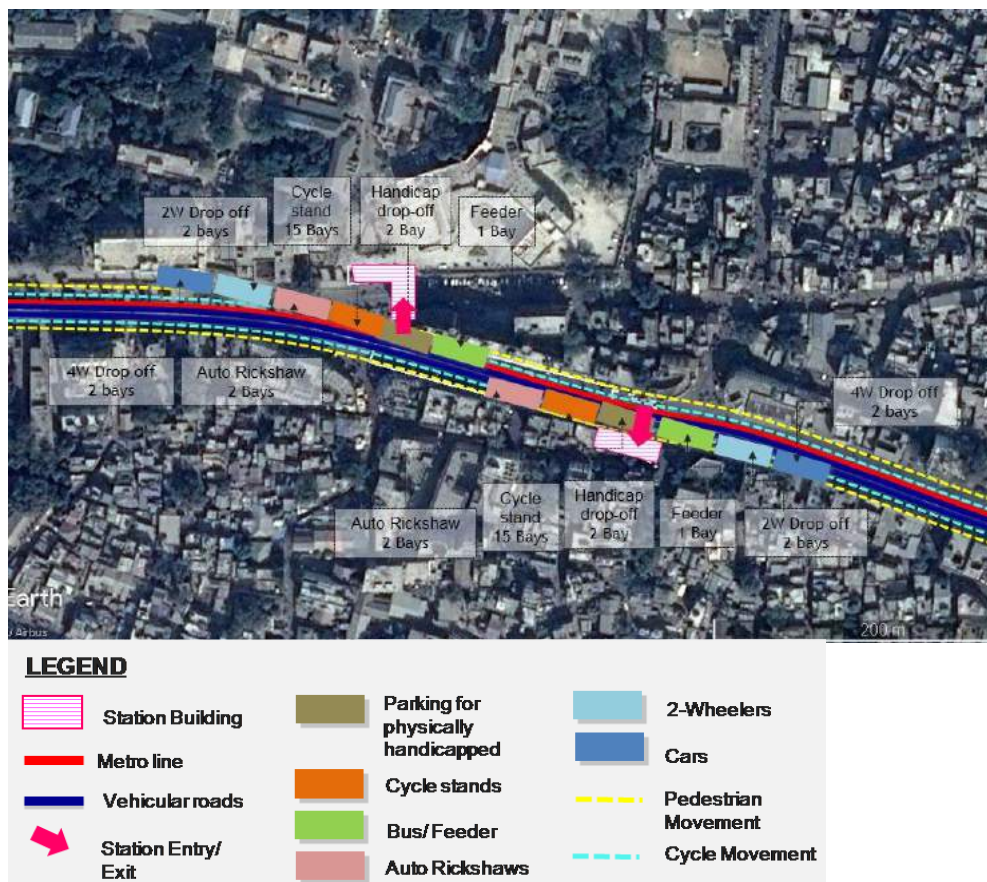 Cycle
stand
15 Bays
Handicap
drop-off
2 Bay
2W Drop off
2 bays
Feeder
1 Bay
4W Drop off
2 bays
Auto Rickshaw
2 Bays
4W Drop off
2 bays
Auto Rickshaw
2 Bays
Cycle
stand
15 Bays
Handicap
drop-off
2 Bay
Feeder
1 Bay
2W Drop off
2 bays
Earth
Airbus
200 m
LEGEND
Station Building
Metro line
Vehicular roads
Station Entry/
Exit
Parking for
physically
handicapped
Cycle stands
Bus/ Feeder
Auto Rickshaws
2-Wheelers
Cars
Pedestrian
Movement
Cycle Movement